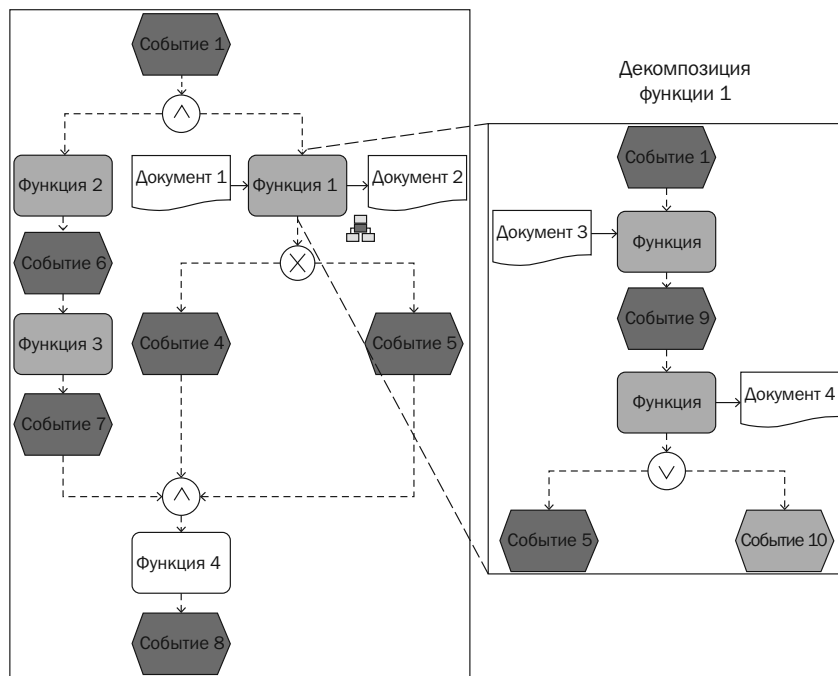 Событие 1
Функция 2
Документ 1
Функция 1
Документ 2
Событие 6
Функция 3
Событие 4
Событие 5
Событие 7
Функция 4
Событие 8
Декомпозиция
функции 1
Событие 1
Документ 3
Функция
Событие 9
Функция
Документ 4
Событие 5
Событие 10